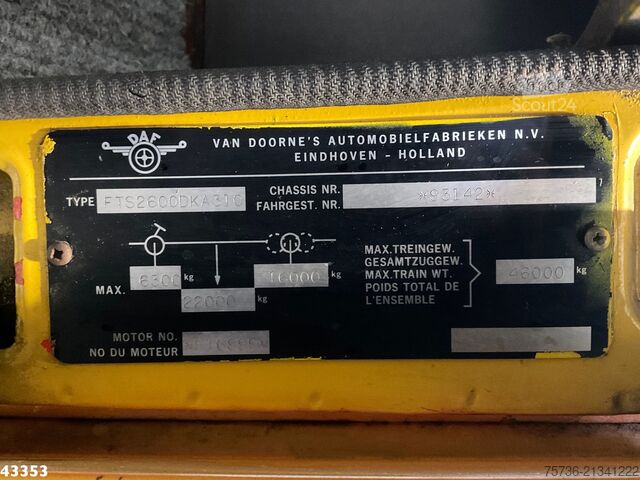 Scout24
DAF
VAN DOORNE'S AUTOMOBIELFABRIEKEN N.V.
EINDHOVEN - HOLLAND
TYPE
CHASSIS NR.
FAHRGEST. NR.
*93142*
MAX.
6300 kg
22000 kg
16000 kg
MAX. TREINGEW.
GESAMTZUGGEW.
MAX. TRAIN WT.
POIDS TOTAL DE
L'ENSEMBLE
46000 kg
MOTOR NO.
NO DU MOTEUR
43353
75736-21341222